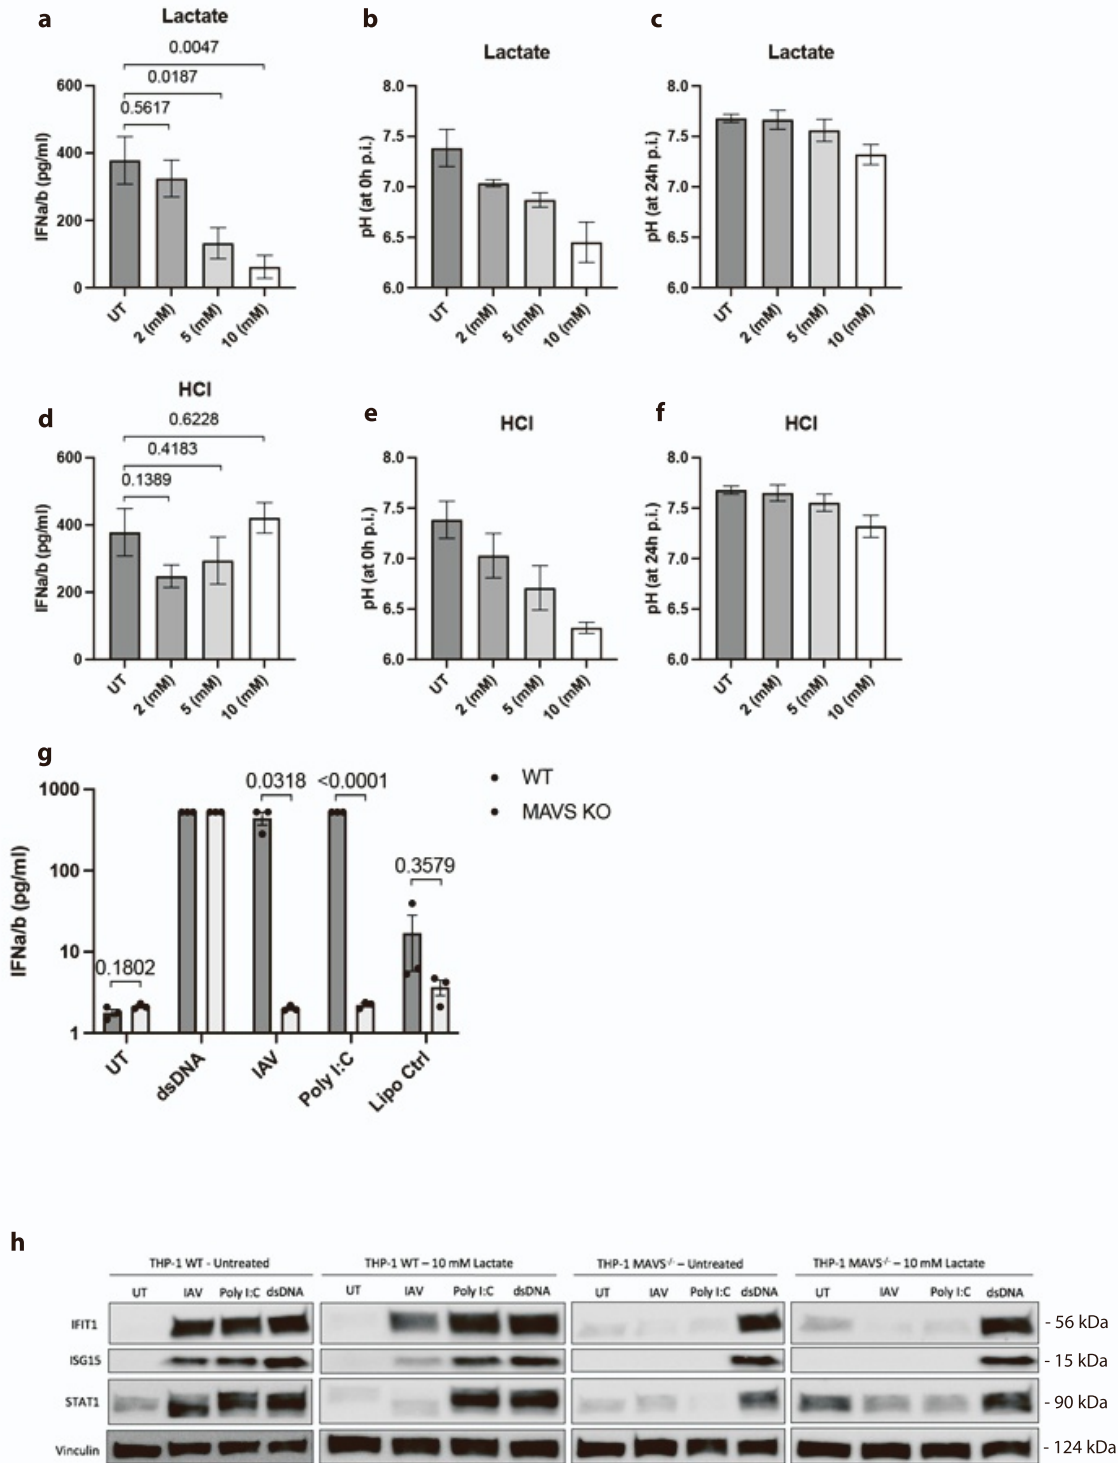 a
Lactate
0.0047
0.0187
0.5617
600
400
200
0
IFNa/b (pg/ml)
UT
2 (mM)
5 (mM)
10 (mM)
b
Lactate
8.0
7.5
7.0
6.5
6.0
pH (at 0h p.i.)
UT
2 (mM)
5 (mM)
10 (mM)
c
Lactate
8.0
7.5
7.0
6.5
6.0
pH (at 24h p.i.)
UT
2 (mM)
5 (mM)
10 (mM)
d
HCl
0.6228
0.4183
0.1389
600
400
200
0
IFNa/b (pg/ml)
UT
2 (mM)
5 (mM)
10 (mM)
e
HCl
8.0
7.5
7.0
6.5
6.0
pH (at 0h p.i.)
UT
2 (mM)
5 (mM)
10 (mM)
f
HCl
8.0
7.5
7.0
6.5
6.0
pH (at 24h p.i.)
UT
2 (mM)
5 (mM)
10 (mM)
g
0.0318 <0.0001
0.3579
0.1802
1000
100
10
1
IFNa/b (pg/ml)
UT
dsDNA
IAV
Poly I:C
Lipo Ctrl
WT
MAVS KO
h
THP-1 WT - Untreated
THP-1 WT – 10 mM Lactate
THP-1 MAVS-/- – Untreated
THP-1 MAVS-/- – 10 mM Lactate
UT IAV Poly I:C dsDNA
UT IAV Poly I:C dsDNA
UT IAV Poly I:C dsDNA
UT IAV Poly I:C dsDNA
IFIT1 - 56 kDa
ISG15 - 15 kDa
STAT1 - 90 kDa
Vinculin - 124 kDa